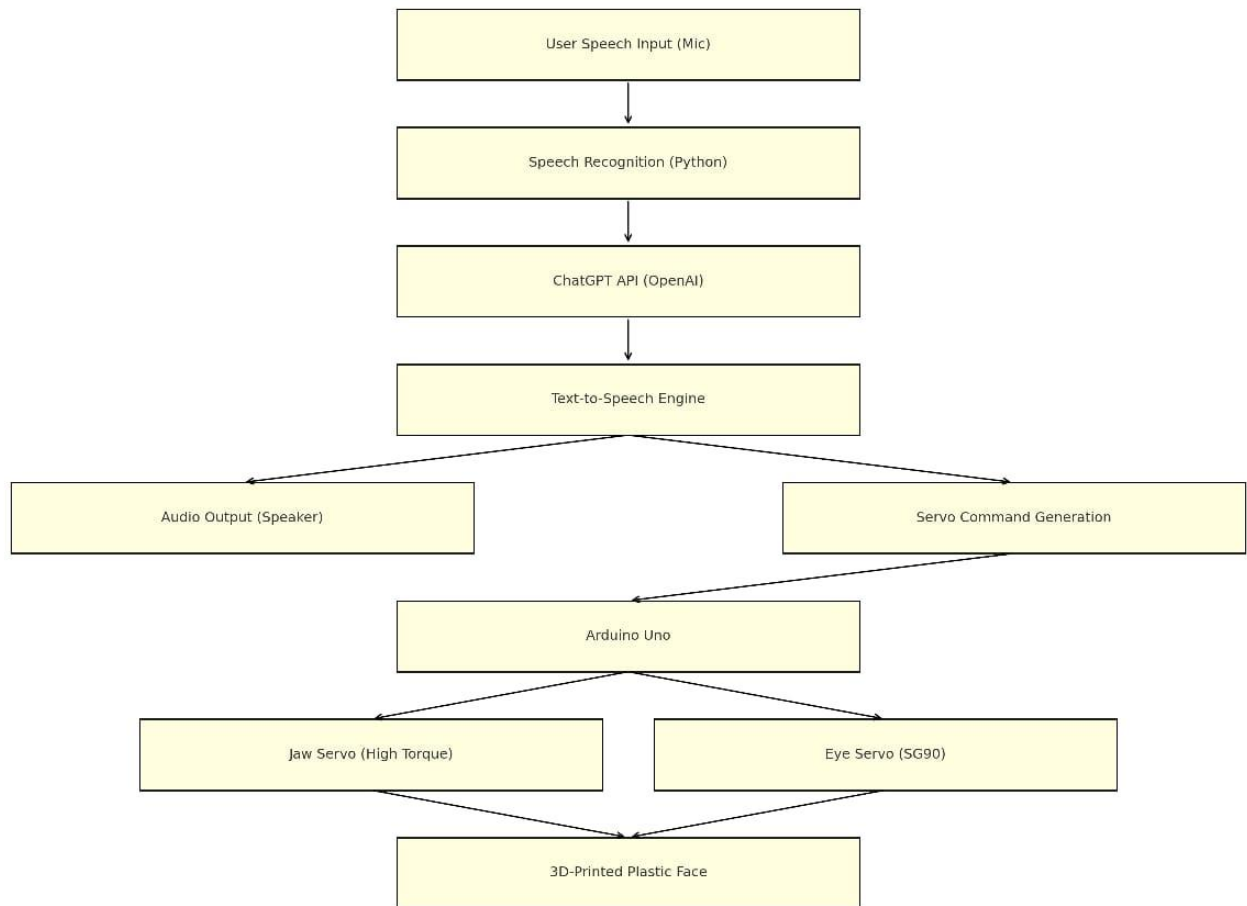 User Speech Input (Mic)
Speech Recognition (Python)
ChatGPT API (OpenAI)
Text-to-Speech Engine
Audio Output (Speaker)
Servo Command Generation
Arduino Uno
Jaw Servo (High Torque)
Eye Servo (SG90)
3D-Printed Plastic Face